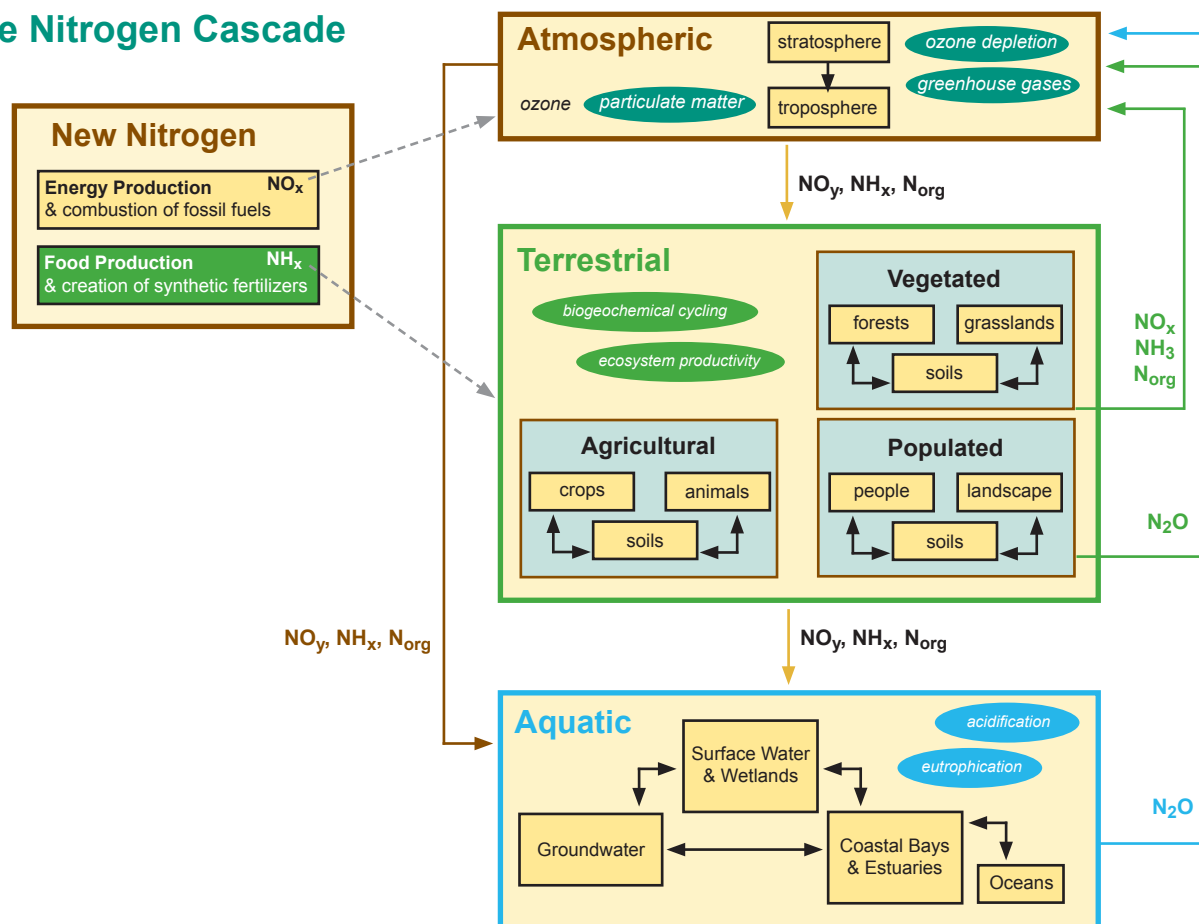 e Nitrogen Cascade
Atmospheric
stratosphere
ozone depletion
greenhouse gases
ozone
particulate matter
troposphere
New Nitrogen
Energy Production NOx
& combustion of fossil fuels
Food Production NHx
& creation of synthetic fertilizers
NOy, NHx, Norg
Terrestrial
biogeochemical cycling
ecosystem productivity
Vegetated
forests
grasslands
soils
NOx
NH3
Norg
Agricultural
crops
animals
soils
Populated
people
landscape
soils
N2O
NOy, NHx, Norg
NOy, NHx, Norg
Aquatic
acidification
eutrophication
Surface Water
& Wetlands
Groundwater
Coastal Bays
& Estuaries
Oceans
N2O